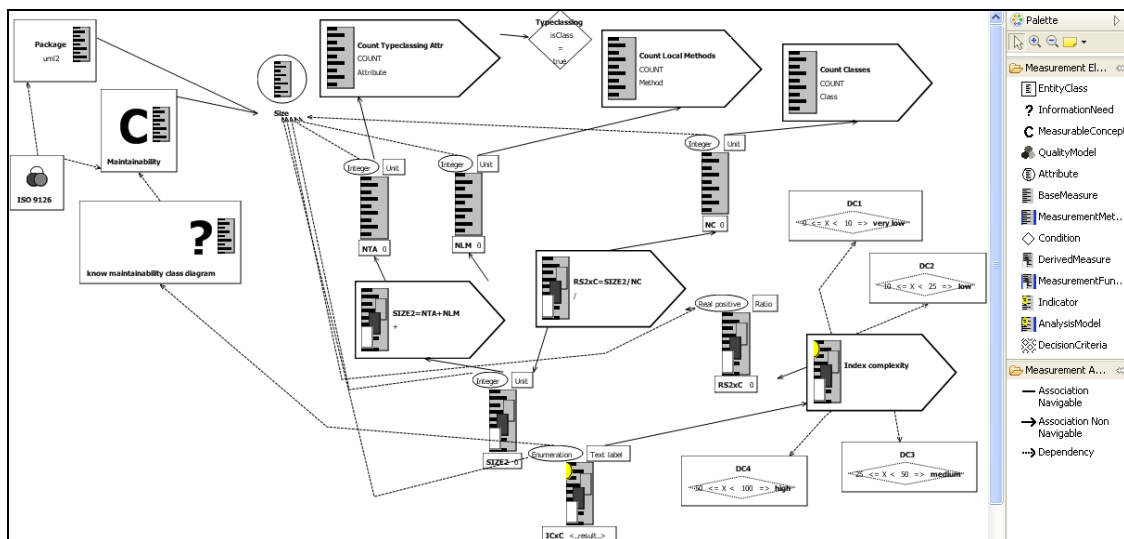 Package
uml2
C
Maintainability
ISO 9126
?
know maintainability class diagram
Size
Count Typeclassing Attr
COUNT
Attribute
Typeclassing
isClass
=
true
Count Local Methods
COUNT
Method
Count Classes
COUNT
Class
Integer Unit
NTA 0
Integer Unit
NLM 0
Integer Unit
NC 0
SIZE2=NTA+NLM
+
RS2xC=SIZE2/NC
/
Integer Unit
SIZE2 0
Real positive Ratio
RS2xC 0
Enumeration Text label
ICxC <..result..>
Index complexity
DC1
0 <= X < 10 => very low
DC2
10 <= X < 25 => low
DC3
25 <= X < 50 => medium
DC4
50 <= X < 100 => high
Palette
Measurement El...
EntityClass
? InformationNeed
C MeasurableConcept
QualityModel
Attribute
BaseMeasure
MeasurementMet...
Condition
DerivedMeasure
MeasurementFun...
Indicator
AnalysisModel
DecisionCriteria
Measurement A...
Association
Navigable
Association Non
Navigable
Dependency